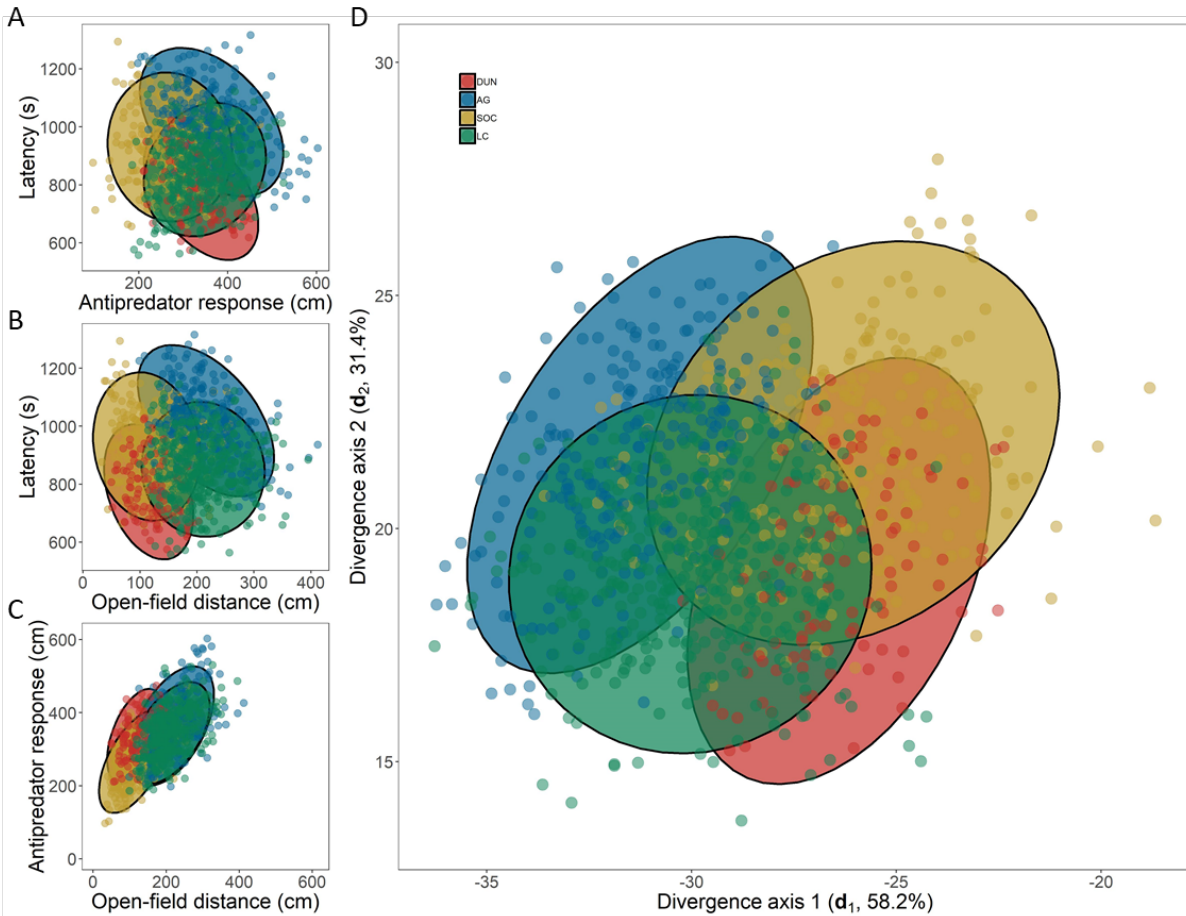 A
Latency (s)
1200
1000
800
600
200
400
600
Antipredator response (cm)
B
Latency (s)
1200
1000
800
600
0
100
200
300
400
Open-field distance (cm)
C
Antipredator response (cm)
600
400
200
0
0
200
400
600
Open-field distance (cm)
D
DUN
AG
SOC
LC
Divergence axis 2 (d2, 31.4%)
30
25
20
15
-35
-30
-25
-20
Divergence axis 1 (d1, 58.2%)